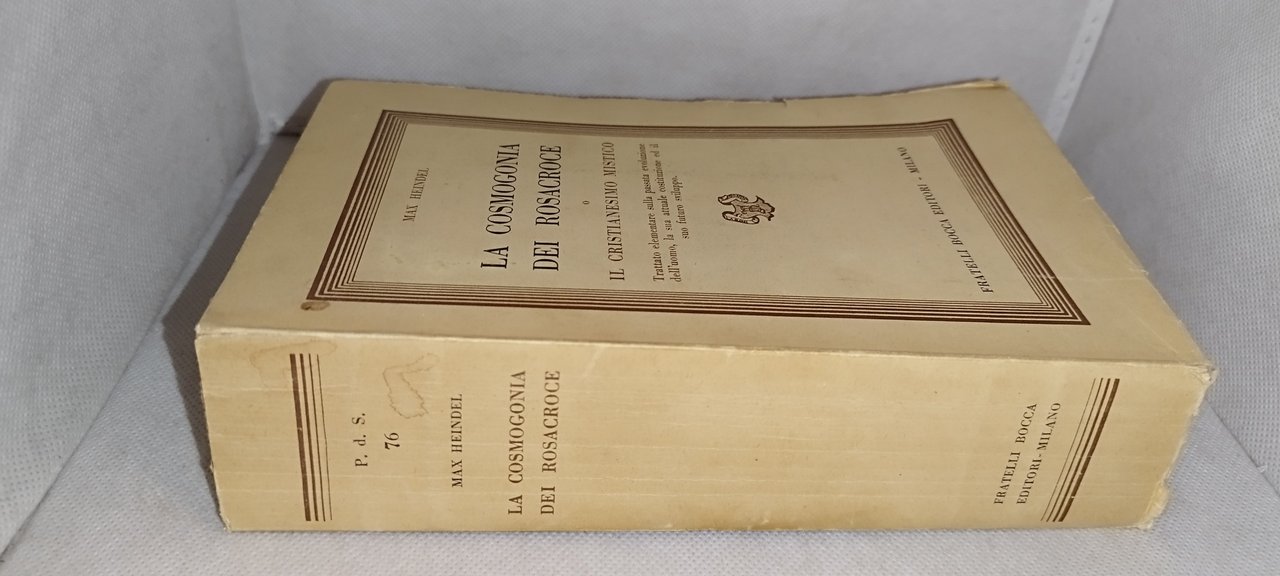 MAX HEINDEL
LA COSMOGONIA
DEI ROSACROCE
o
IL CRISTIANESIMO MISTICO
Trattato elementare sulla passata evoluzione
dell'uomo, la sua attuale costituzione ed il
suo futuro sviluppo.
FRATELLI BOCCA EDITORI - MILANO
P. d. S.
76
MAX HEINDEL
LA COSMOGONIA
DEI ROSACROCE
FRATELLI BOCCA
EDITORI - MILANO